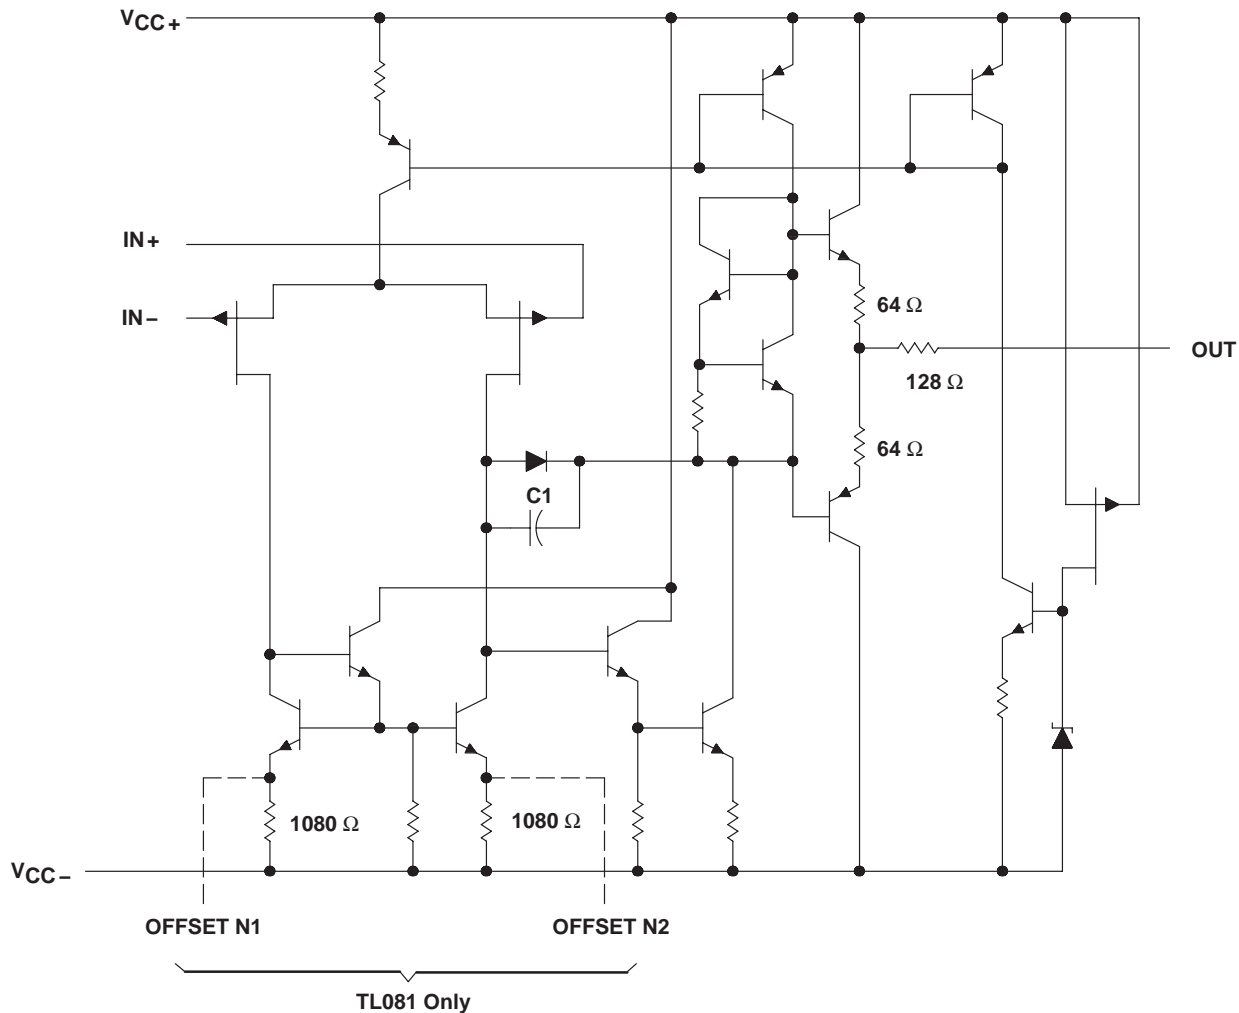 VCC+
IN+
IN−
64 Ω
OUT
128 Ω
64 Ω
C1
1080 Ω
1080 Ω
VCC−
OFFSET N1
OFFSET N2
TL081 Only